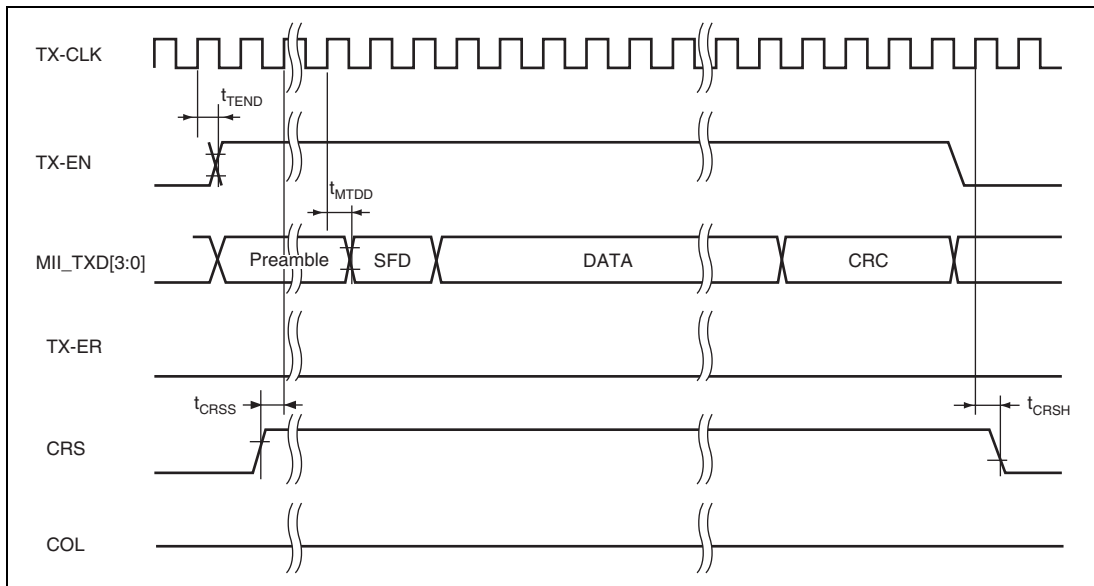 TX-CLK
tTEND
TX-EN
tMTDD
MII_TXD[3:0]
Preamble
SFD
DATA
CRC
TX-ER
tCRSS
tCRSH
CRS
COL